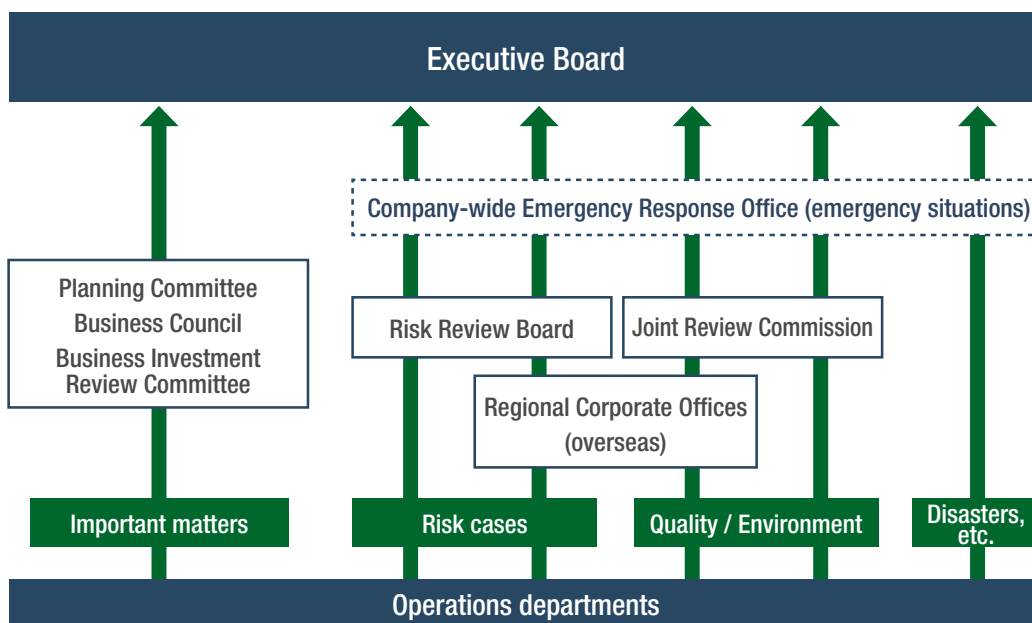 Executive Board
Company-wide Emergency Response Office (emergency situations)
Planning Committee
Business Council
Business Investment
Review Committee
Risk Review Board
Joint Review Commission
Regional Corporate Offices
(overseas)
Important matters
Risk cases
Quality / Environment
Disasters,
etc.
Operations departments